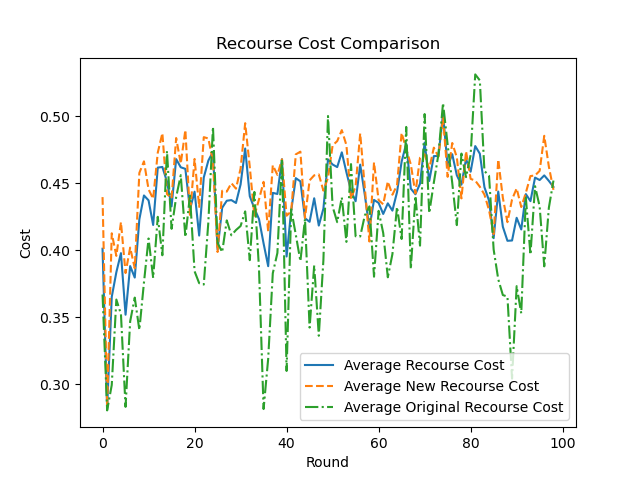 Recourse Cost Comparison
Cost
0.50
0.45
0.40
0.35
0.30
0
20
40
60
80
100
Round
Average Recourse Cost
Average New Recourse Cost
Average Original Recourse Cost